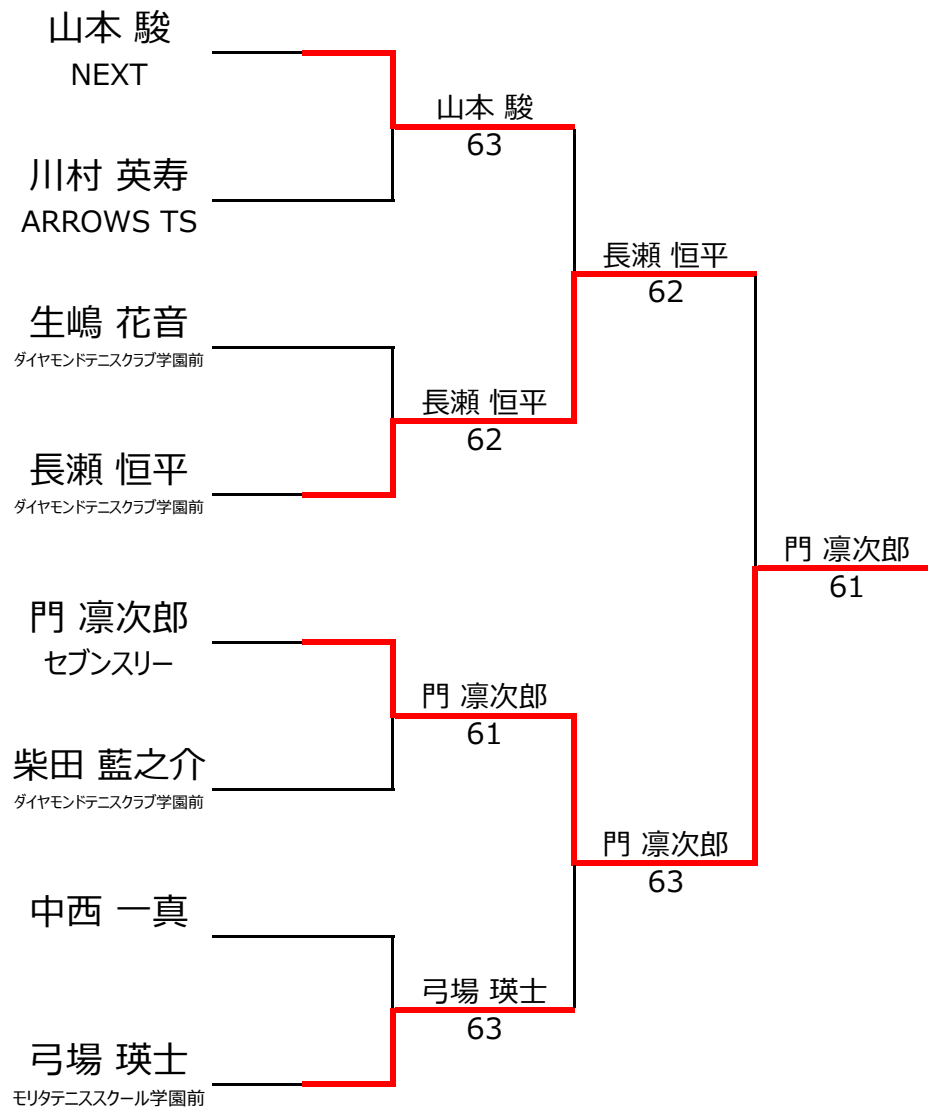 山本 駿
NEXT
川村 英寿
ARROWS TS
生嶋 花音
ダイヤモンドテニスクラブ学園前
長瀬 恒平
ダイヤモンドテニスクラブ学園前
門 凛次郎
セブンスリー
柴田 藍之介
ダイヤモンドテニスクラブ学園前
中西 一真
弓場 瑛士
モリタテニススクール学園前
山本 駿
63
長瀬 恒平
62
門 凛次郎
61
弓場 瑛士
63
長瀬 恒平
62
門 凛次郎
63
門 凛次郎
61